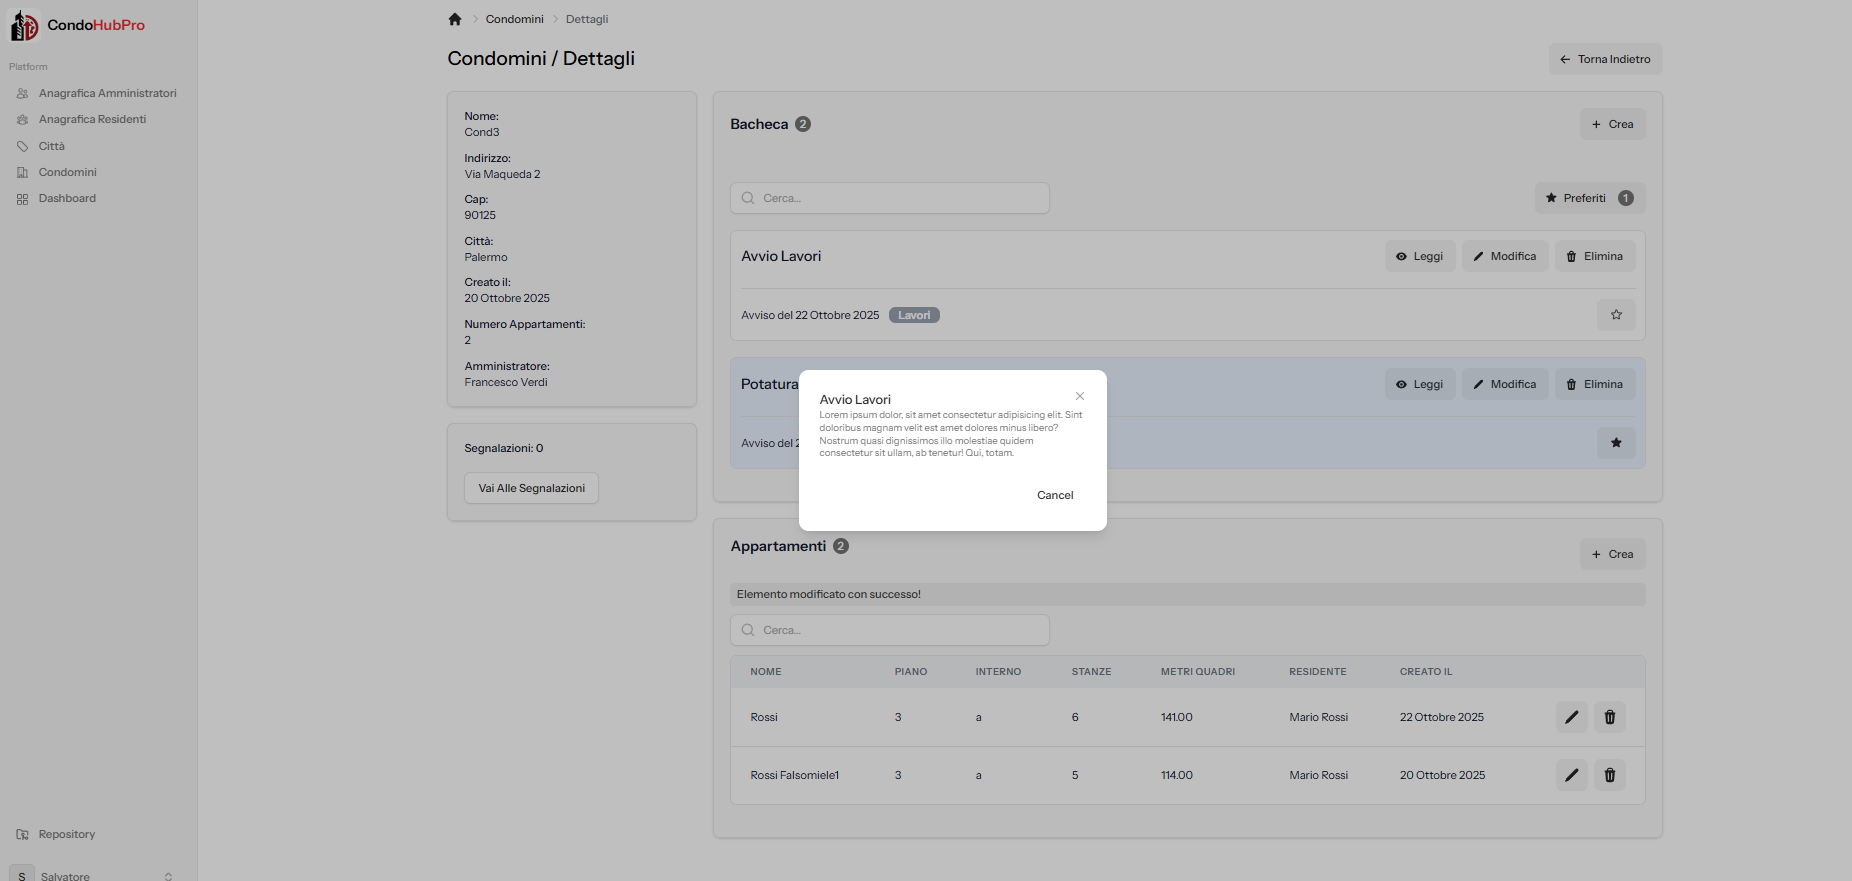 CondoHubPro
Platform
Anagrafica Amministratori
Anagrafica Residenti
Città
Condomini
Dashboard
Repository
S Salvatore
Condomini Dettagli
Condomini / Dettagli
Torna Indietro
Nome:
Cond3
Indirizzo:
Via Maqueda 2
Cap:
90125
Città:
Palermo
Creato il:
20 Ottobre 2025
Numero Appartamenti:
2
Amministratore:
Francesco Verdi
Segnalazioni: 0
Vai Alle Segnalazioni
Bacheca 2
+ Crea
Cerca...
Preferiti 1
Avvio Lavori
Leggi Modifica Elimina
Avviso del 22 Ottobre 2025 Lavori
Potatura
Leggi Modifica Elimina
Avviso del 2
Avvio Lavori
Lorem ipsum dolor, sit amet consectetur adipisicing elit. Sint
doloribus magnam velit est amet dolores minus libero?
Nostrum quasi dignissimos illo molestiae quidem
consectetur sit ullam, ab tenetur! Qui, totam.
Cancel
Appartamenti 2
+ Crea
Elemento modificato con successo!
Cerca...
NOME PIANO INTERNO STANZE METRI QUADRI RESIDENTE CREATO IL
Rossi 3 a 6 141.00 Mario Rossi 22 Ottobre 2025
Rossi Falsomiele1 3 a 5 114.00 Mario Rossi 20 Ottobre 2025